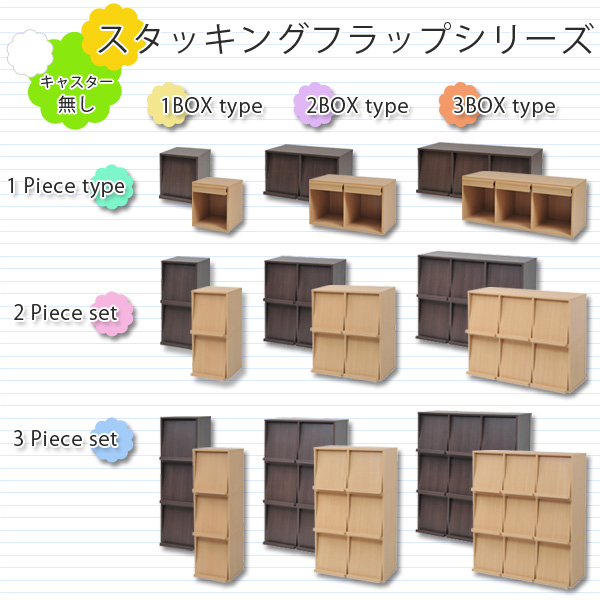 スタッキングフラップシリーズ
キャスター
無し
1BOX type
2BOX type
3BOX type
1 Piece type
2 Piece set
3 Piece set